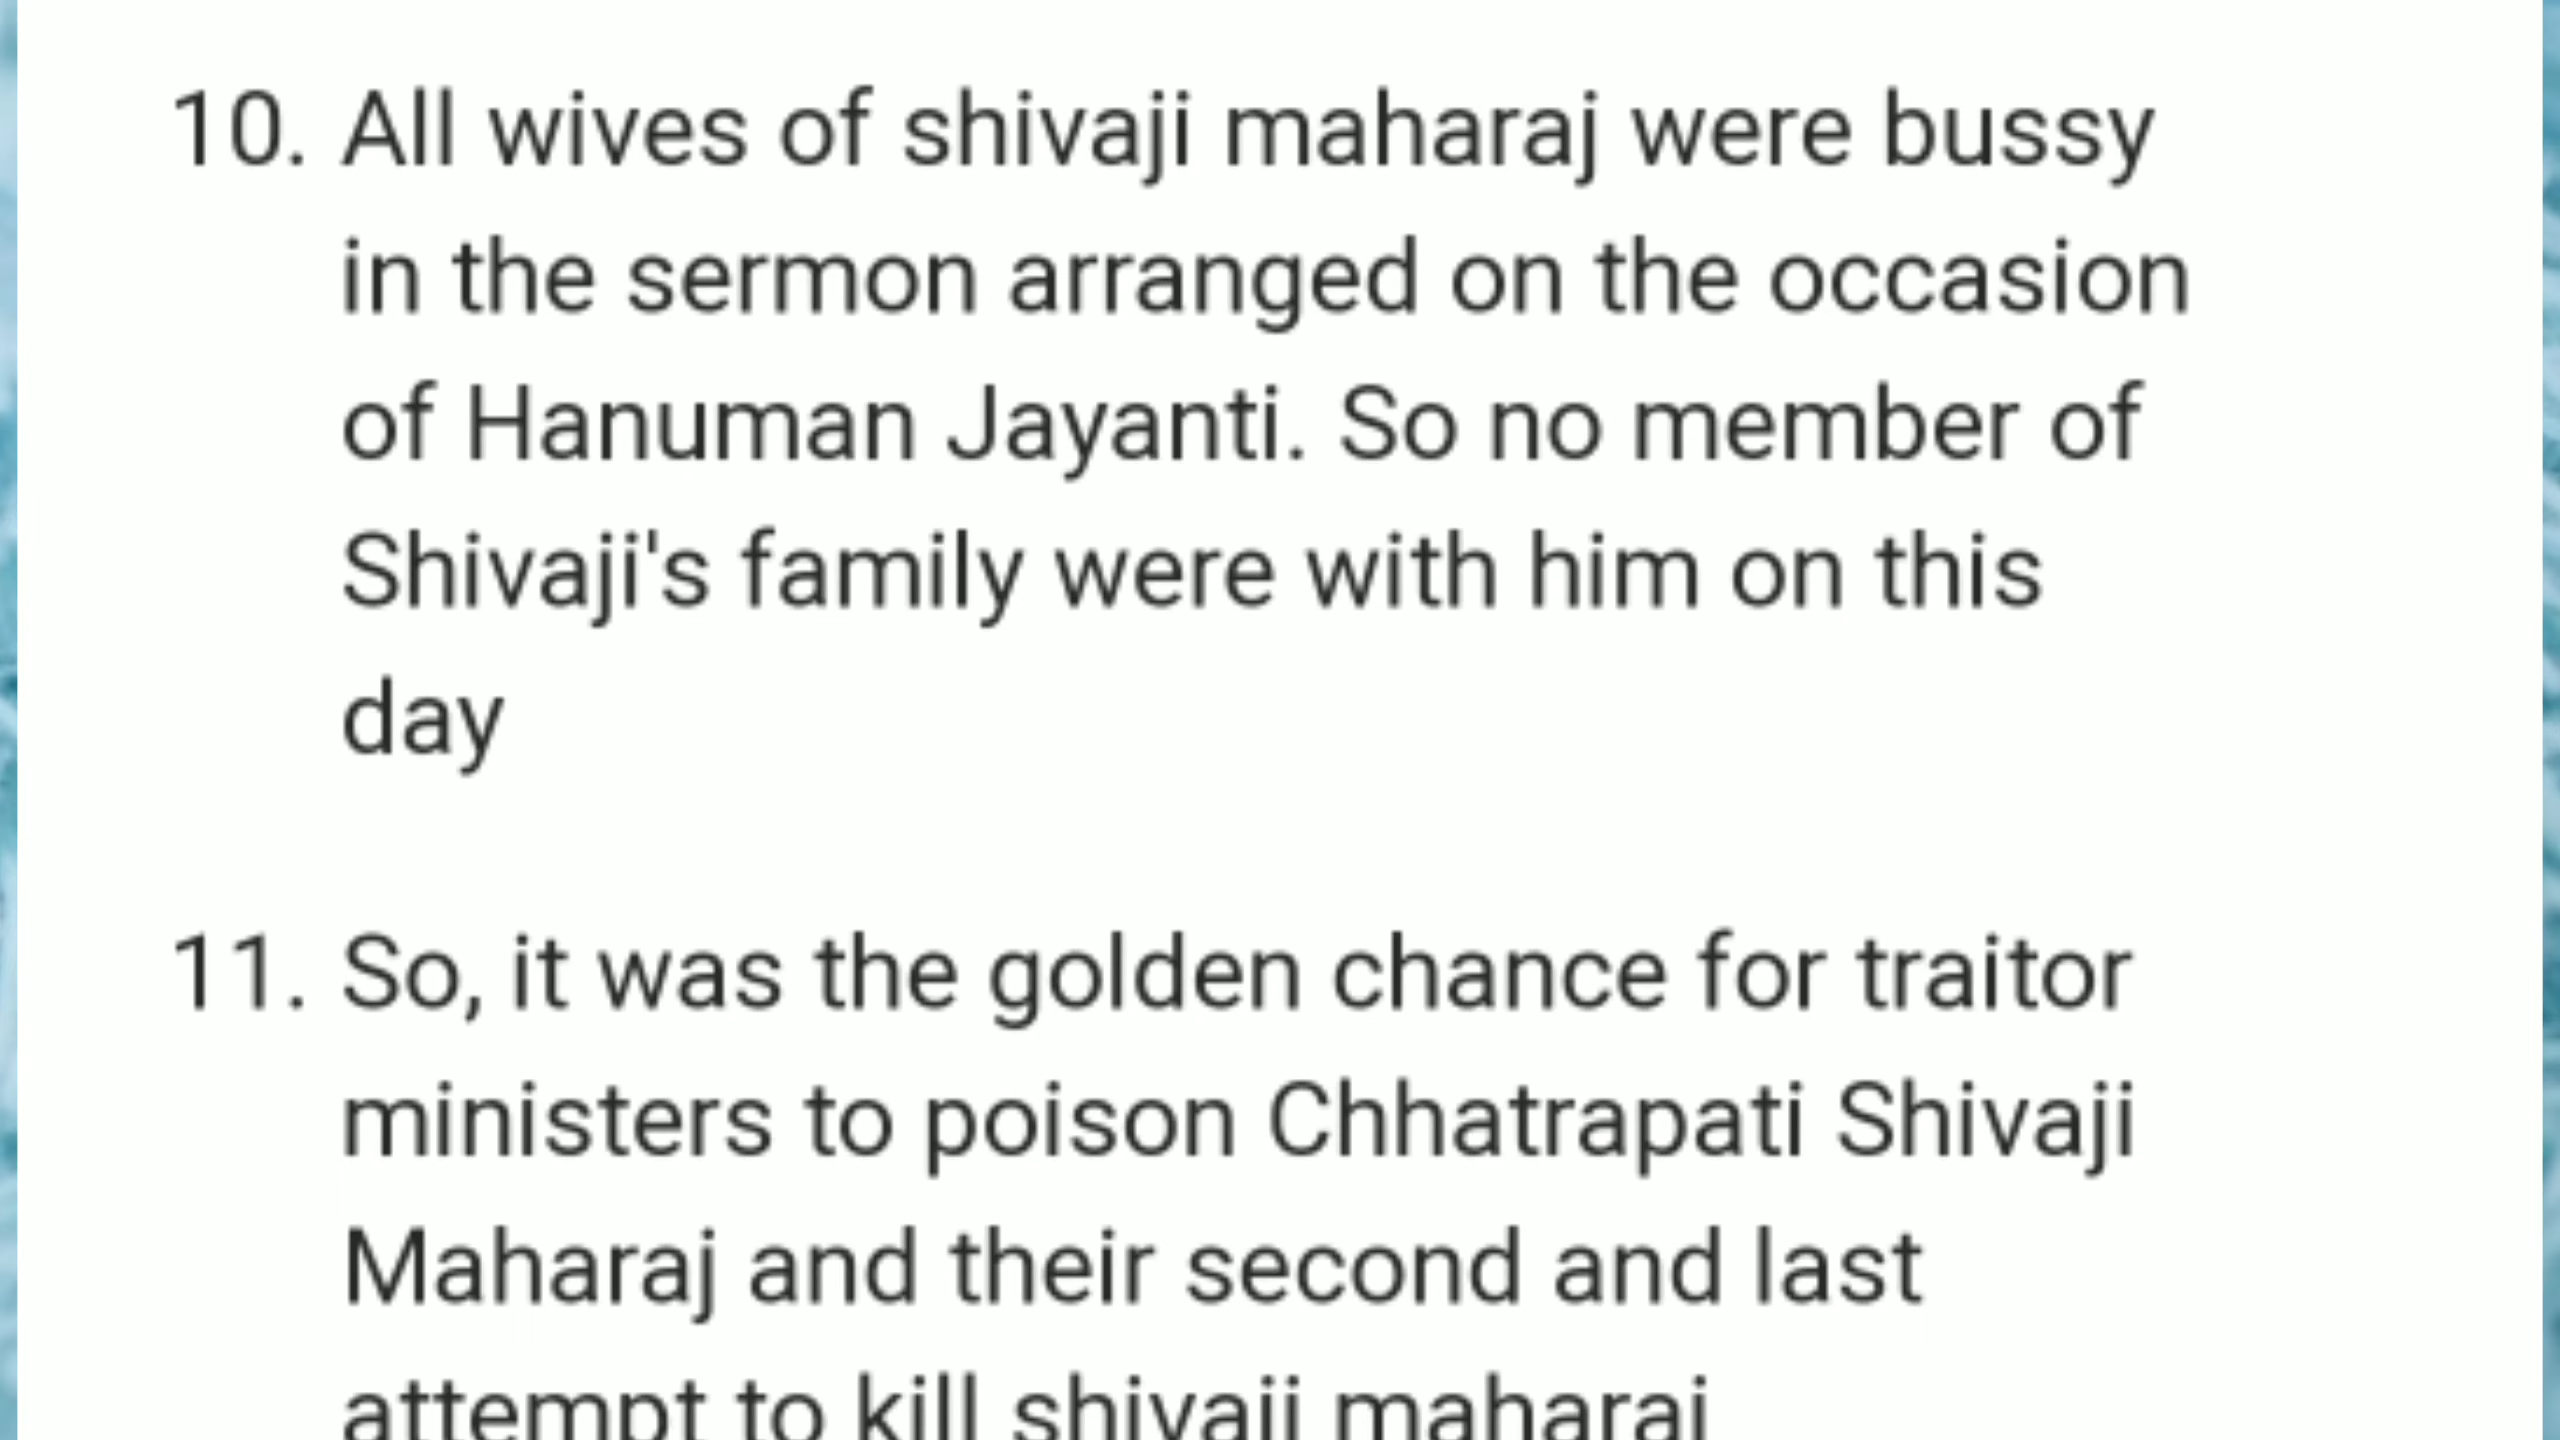 10. All wives of shivaji maharaj were bussy
in the sermon arranged on the occasion
of Hanuman Jayanti. So no member of
Shivaji's family were with him on this
day
11. So, it was the golden chance for traitor
ministers to poison Chhatrapati Shivaji
Maharaj and their second and last
attempt to kill shivaji maharaj